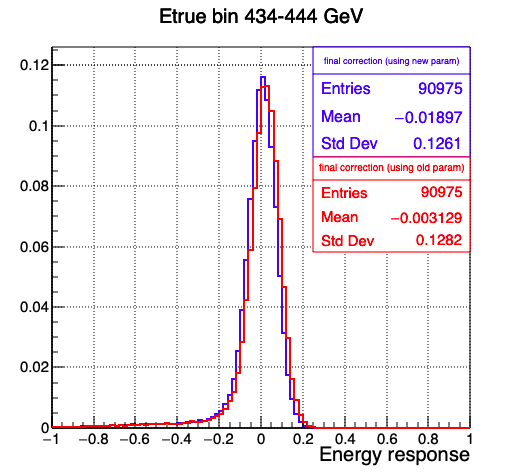 Etrue bin 434-444 GeV
final correction (using new param)
Entries 90975
Mean −0.01897
Std Dev 0.1261
final correction (using old param)
Entries 90975
Mean −0.003129
Std Dev 0.1282
0.12
0.1
0.08
0.06
0.04
0.02
0
−1 −0.8 −0.6 −0.4 −0.2 0 0.2 0.4 0.6 0.8 1
Energy response